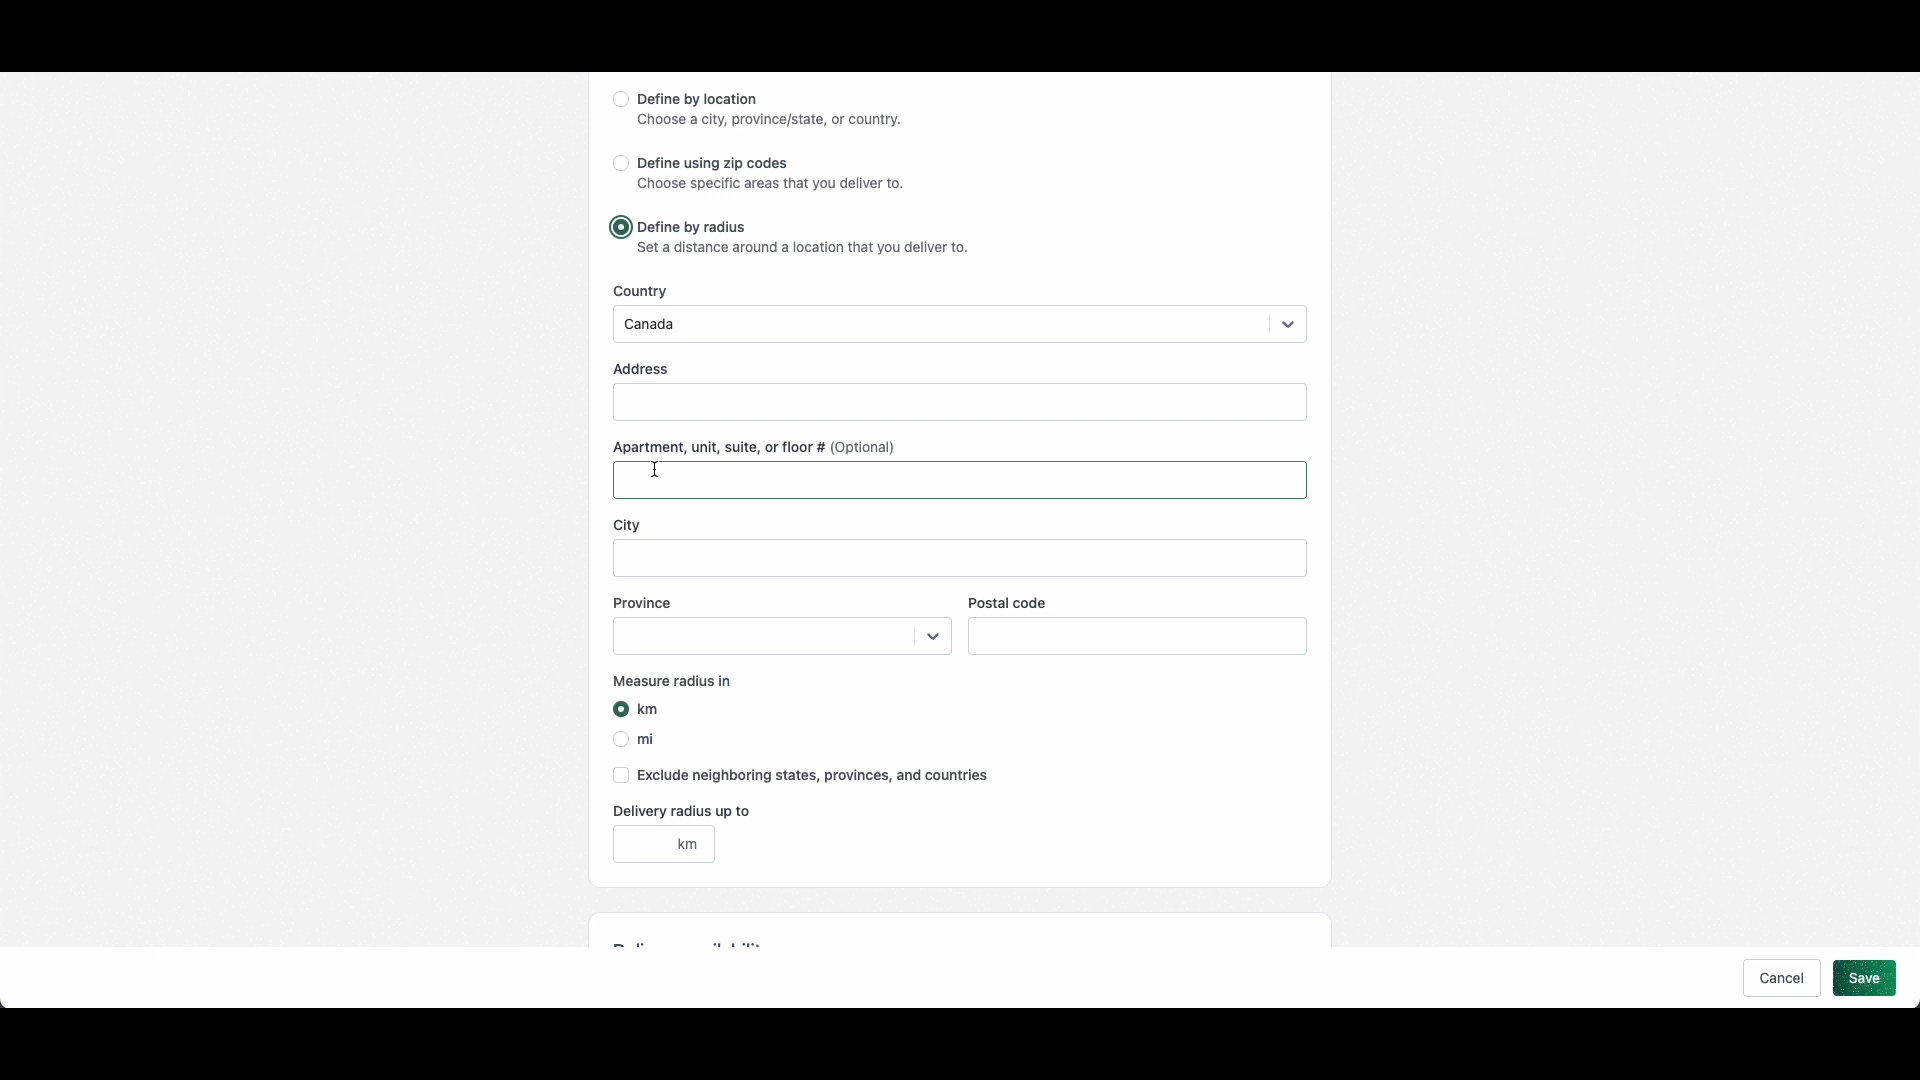 Define by location
Choose a city, province/state, or country.
Define using zip codes
Choose specific areas that you deliver to.
Define by radius
Set a distance around a location that you deliver to.
Country
Canada
Address
Apartment, unit, suite, or floor # (Optional)
City
Province
Postal code
Measure radius in
km
mi
Exclude neighboring states, provinces, and countries
Delivery radius up to
km
Cancel
Save